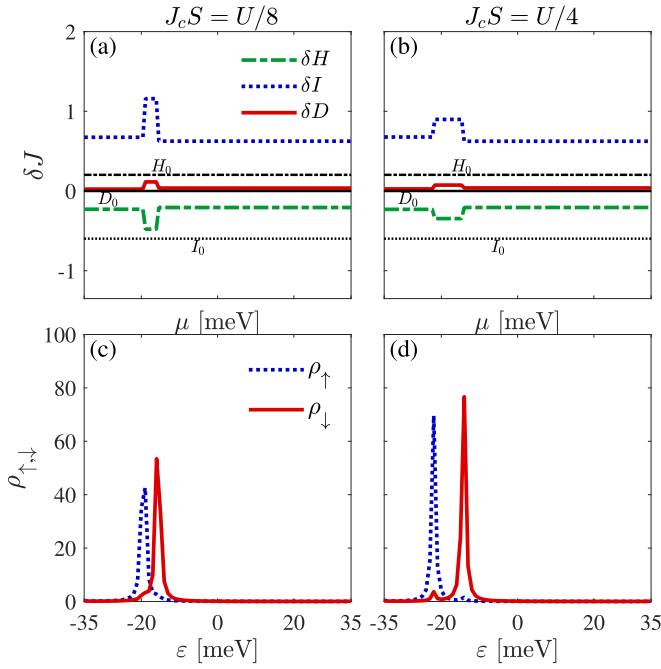 J_cS = U/8
J_cS = U/4
(a)
(b)
2
1
0
-1
δJ
δH
δI
δD
H_0
D_0
I_0
H_0
D_0
I_0
μ [meV]
μ [meV]
100
80
60
40
20
0
ρ_↑,↓
(c)
(d)
ρ_↑
ρ_↓
-35
-20
0
20
35
-35
-20
0
20
35
ε [meV]
ε [meV]